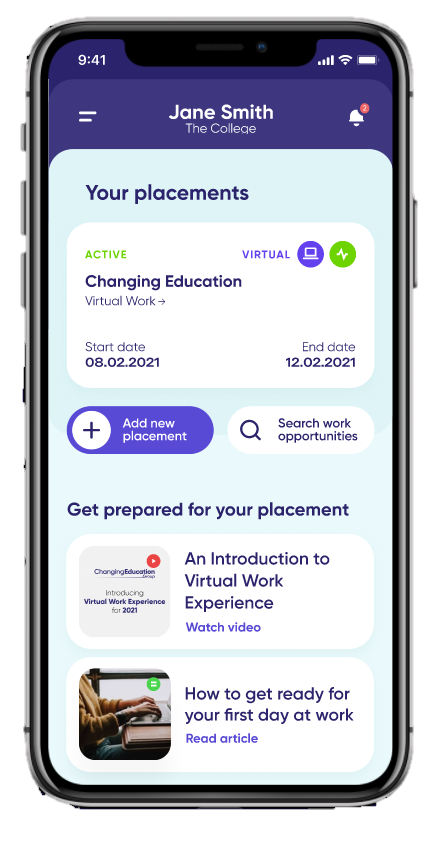 9:41
Jane Smith
2
The College
Your placements
ACTIVE
VIRTUAL
Changing Education
Virtual Work→
Start date
End date
08.02.2021
12.02.2021
Add new
placement
Search work
opportunities
Get prepared for your placement
ChangingEducation
Group
Introducing
Virtual Work Experience
for 2021
An Introduction to
Virtual Work
Experience
Watch video
How to get ready for
your first day at work
Read article